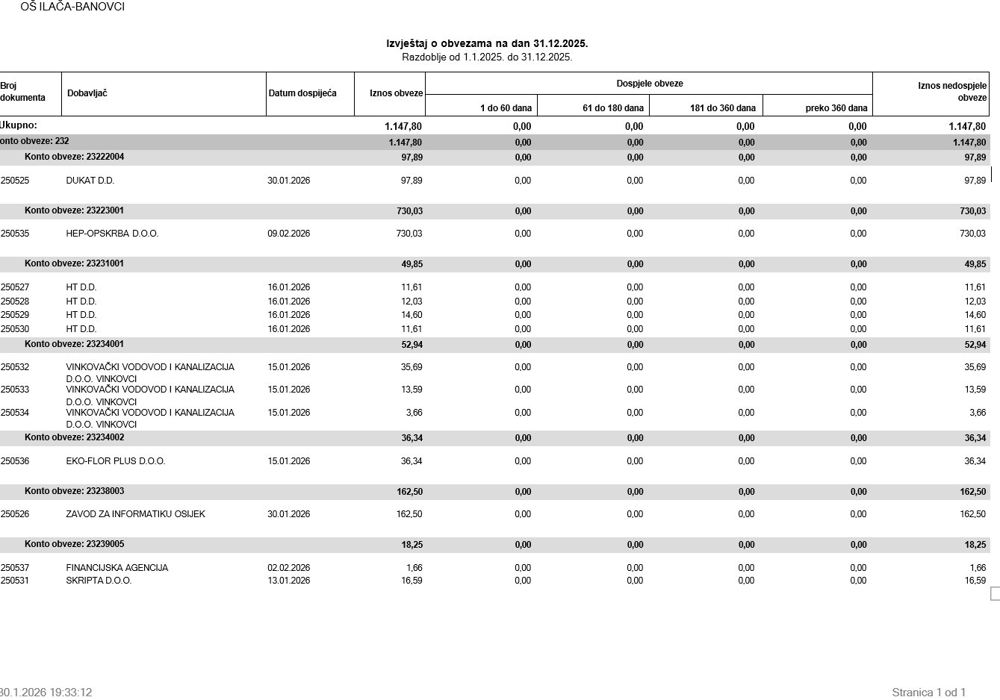 OŠ ILAČA-BANOVCI
Izvještaj o obvezama na dan 31.12.2025.
Razdoblje od 1.1.2025. do 31.12.2025.
Broj dokumenta Dobavljač Datum dospijeća Iznos obveze Dospjele obveze Iznos nedospjele obveze
1 do 60 dana 61 do 180 dana 181 do 360 dana preko 360 dana
Ukupno: 1.147,80 0,00 0,00 0,00 0,00 1.147,80
onto obveze: 232 1.147,80 0,00 0,00 0,00 0,00 1.147,80
Konto obveze: 23222004 97,89 0,00 0,00 0,00 0,00 97,89
250525 DUKAT D.D. 30.01.2026 97,89 0,00 0,00 0,00 0,00 97,89
Konto obveze: 23223001 730,03 0,00 0,00 0,00 0,00 730,03
250535 HEP-OPSKRBA D.O.O. 09.02.2026 730,03 0,00 0,00 0,00 0,00 730,03
Konto obveze: 23231001 49,85 0,00 0,00 0,00 0,00 49,85
250527 HT D.D. 16.01.2026 11,61 0,00 0,00 0,00 0,00 11,61
250528 HT D.D. 16.01.2026 12,03 0,00 0,00 0,00 0,00 12,03
250529 HT D.D. 16.01.2026 14,60 0,00 0,00 0,00 0,00 14,60
250530 HT D.D. 16.01.2026 11,61 0,00 0,00 0,00 0,00 11,61
Konto obveze: 23234001 52,94 0,00 0,00 0,00 0,00 52,94
250532 VINKOVAČKI VODOVOD I KANALIZACIJA 15.01.2026 35,69 0,00 0,00 0,00 0,00 35,69
D.O.O. VINKOVCI
250533 VINKOVAČKI VODOVOD I KANALIZACIJA 15.01.2026 13,59 0,00 0,00 0,00 0,00 13,59
D.O.O. VINKOVCI
250534 VINKOVAČKI VODOVOD I KANALIZACIJA 15.01.2026 3,66 0,00 0,00 0,00 0,00 3,66
D.O.O. VINKOVCI
Konto obveze: 23234002 36,34 0,00 0,00 0,00 0,00 36,34
250536 EKO-FLOR PLUS D.O.O. 15.01.2026 36,34 0,00 0,00 0,00 0,00 36,34
Konto obveze: 23238003 162,50 0,00 0,00 0,00 0,00 162,50
250526 ZAVOD ZA INFORMATIKU OSIJEK 30.01.2026 162,50 0,00 0,00 0,00 0,00 162,50
Konto obveze: 23239005 18,25 0,00 0,00 0,00 0,00 18,25
250537 FINANCIJSKA AGENCIJA 02.02.2026 1,66 0,00 0,00 0,00 0,00 1,66
250531 SKRIPTA D.O.O. 13.01.2026 16,59 0,00 0,00 0,00 0,00 16,59
30.1.2026 19:33:12 Stranica 1 od 1